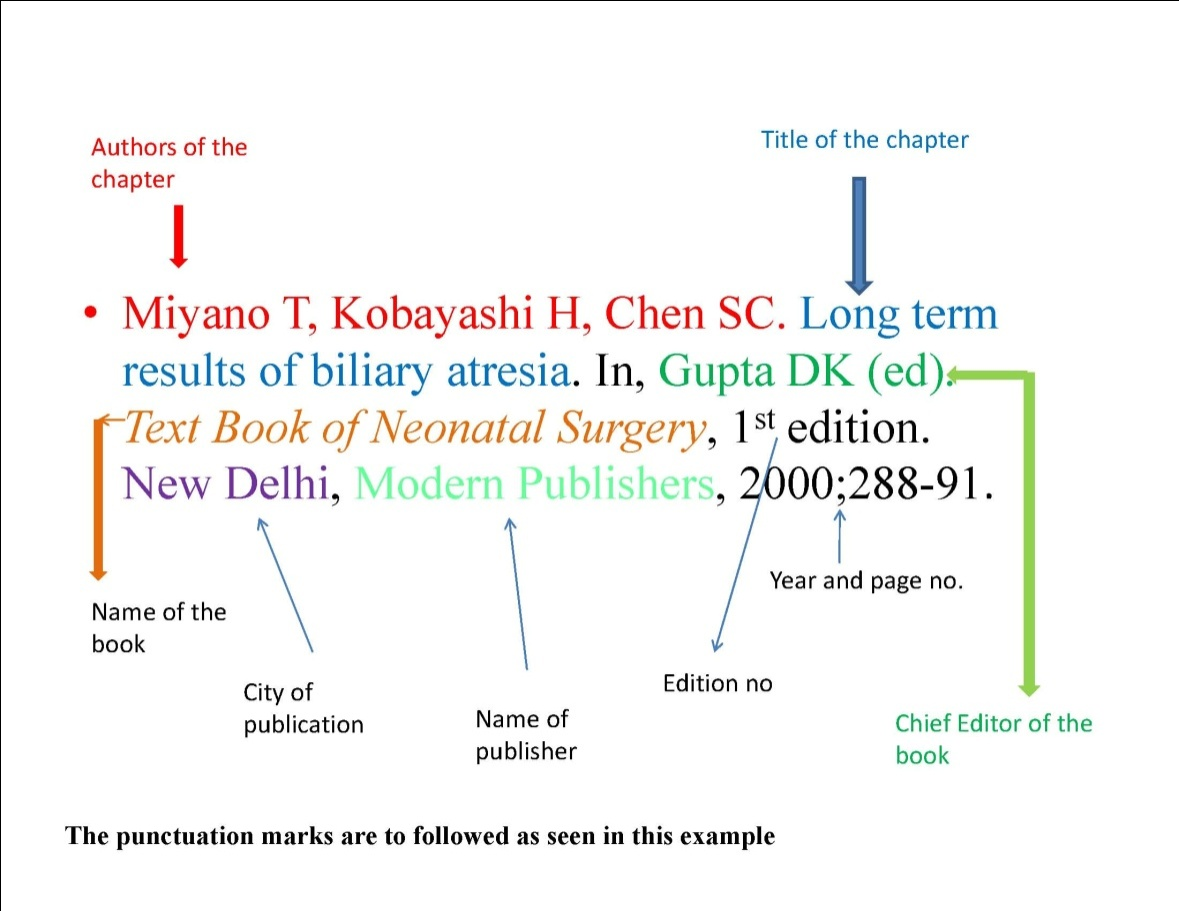 Authors of the
chapter
Title of the chapter
• Miyano T, Kobayashi H, Chen SC. Long term
results of biliary atresia. In, Gupta DK (ed).
Text Book of Neonatal Surgery, 1st edition.
New Delhi, Modern Publishers, 2000;288-91.
Year and page no.
Name of the
book
City of
publication
Name of
publisher
Edition no
Chief Editor of the
book
The punctuation marks are to followed as seen in this example